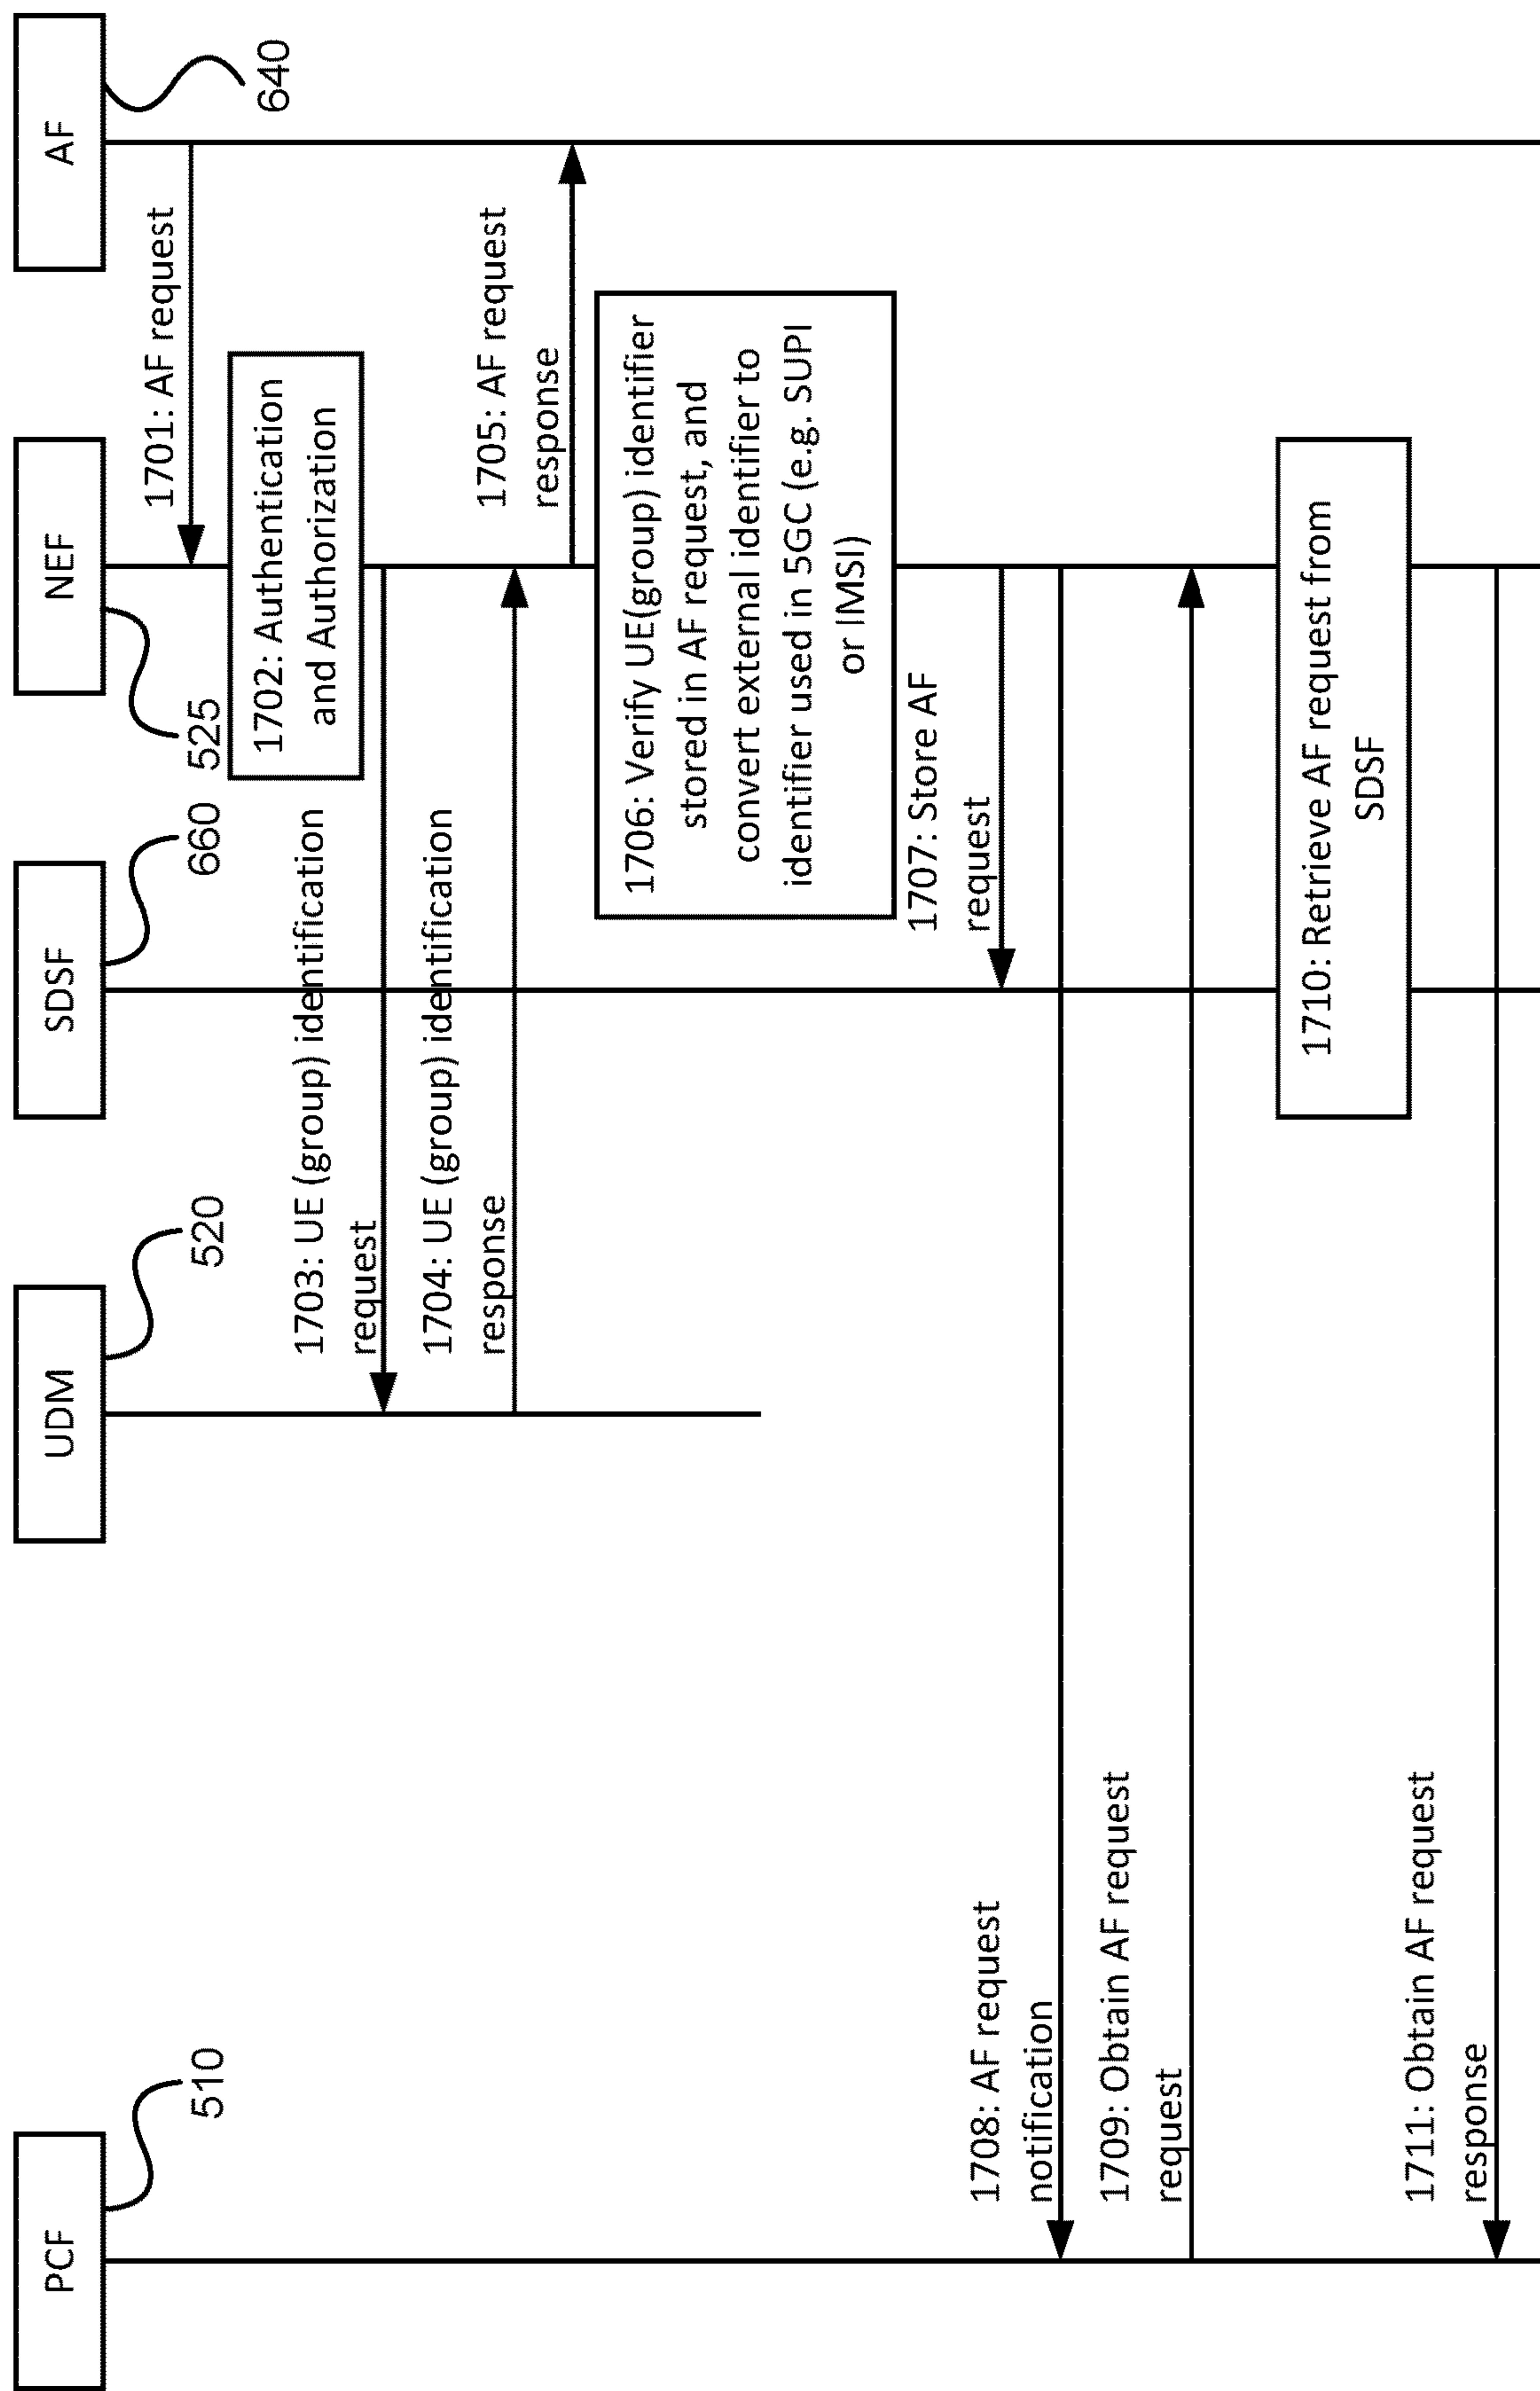 PCF
UDM
SDSF
NEF
AF
510
520
660
525
640
1701: AF request
1702: Authentication
and Authorization
1703: UE (group) identification
request
1704: UE (group) identification
response
1705: AF request
response
1706: Verify UE(group) identifier
stored in AF request, and
convert external identifier to
identifier used in 5GC (e.g. SUPI
or IMSI)
1707: Store AF
request
1708: AF request
notification
1709: Obtain AF request
request
1710: Retrieve AF request from
SDSF
1711: Obtain AF request
response